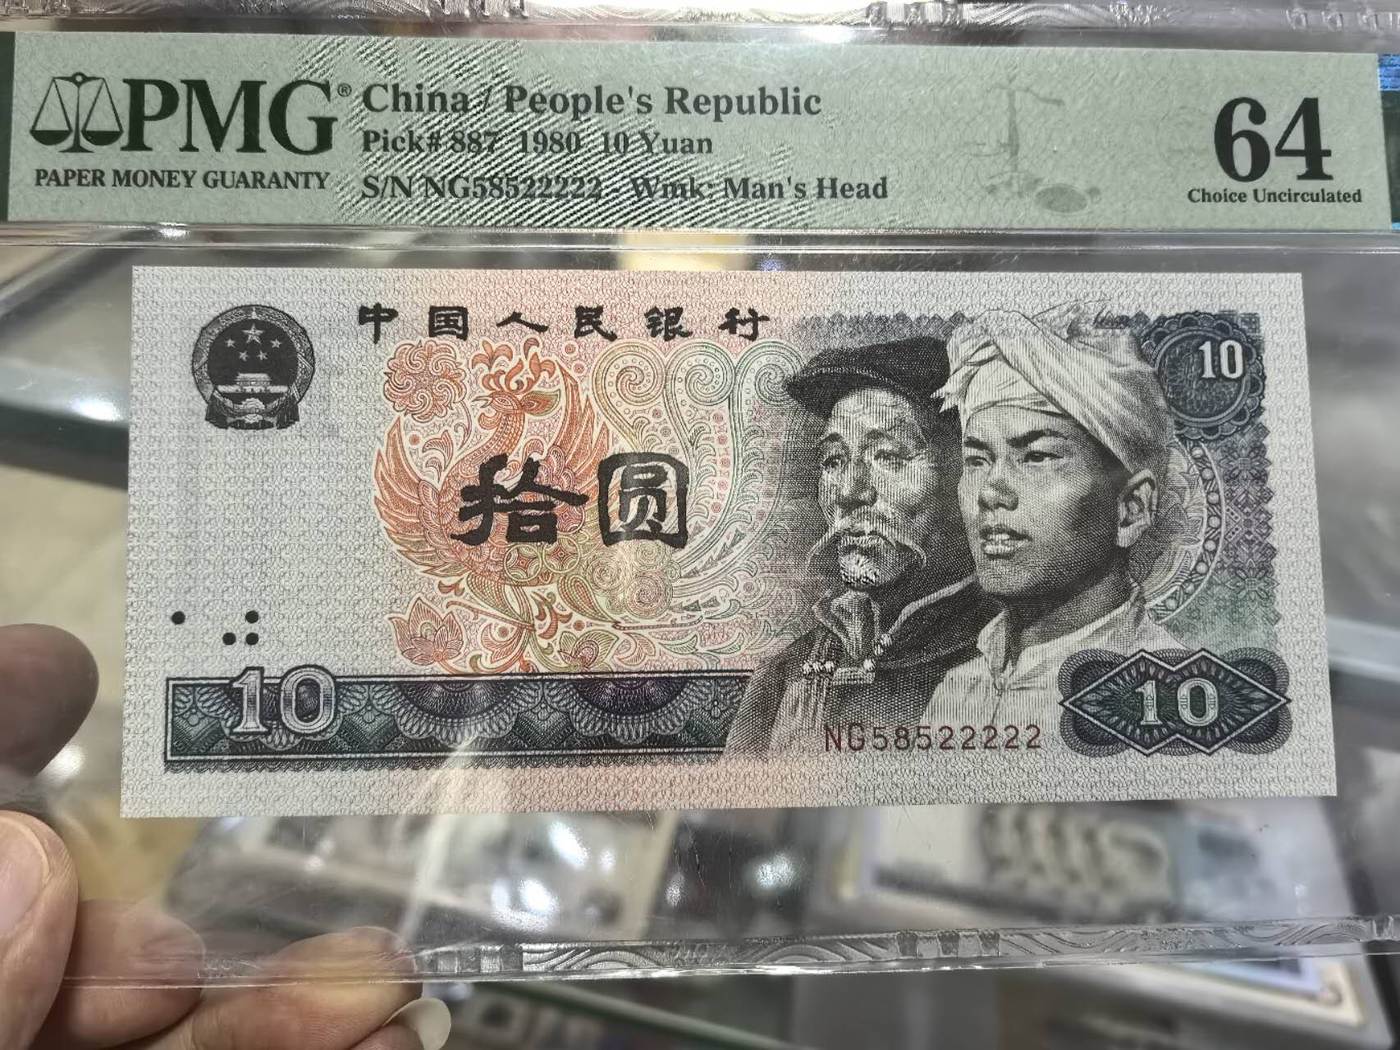 PMG®
PAPER MONEY GUARANTY
China / People's Republic
Pick# 887 1980 10 Yuan
S/N NG58522222 - Wmk: Man's Head
64
Choice Uncirculated
中国人民银行
10
拾圆
10
NG58522222
10